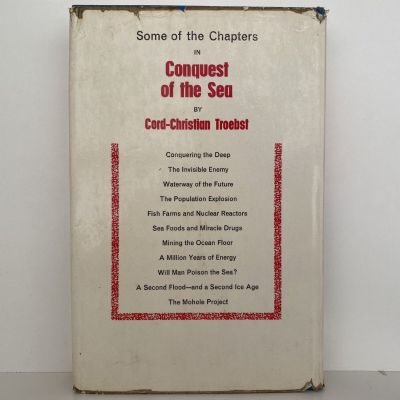 Some of the Chapters
IN
Conquest
of the Sea
BY
Cord-Christian Troebst
Conquering the Deep
The Invisible Enemy
Waterway of the Future
The Population Explosion
Fish Farms and Nuclear Reactors
Sea Foods and Miracle Drugs
Mining the Ocean Floor
A Million Years of Energy
Will Man Poison the Sea?
A Second Flood—and a Second Ice Age
The Mohole Project